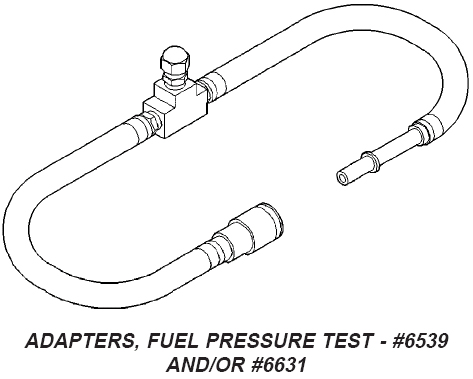 ADAPTERS, FUEL PRESSURE TEST - #6539
AND/OR #6631